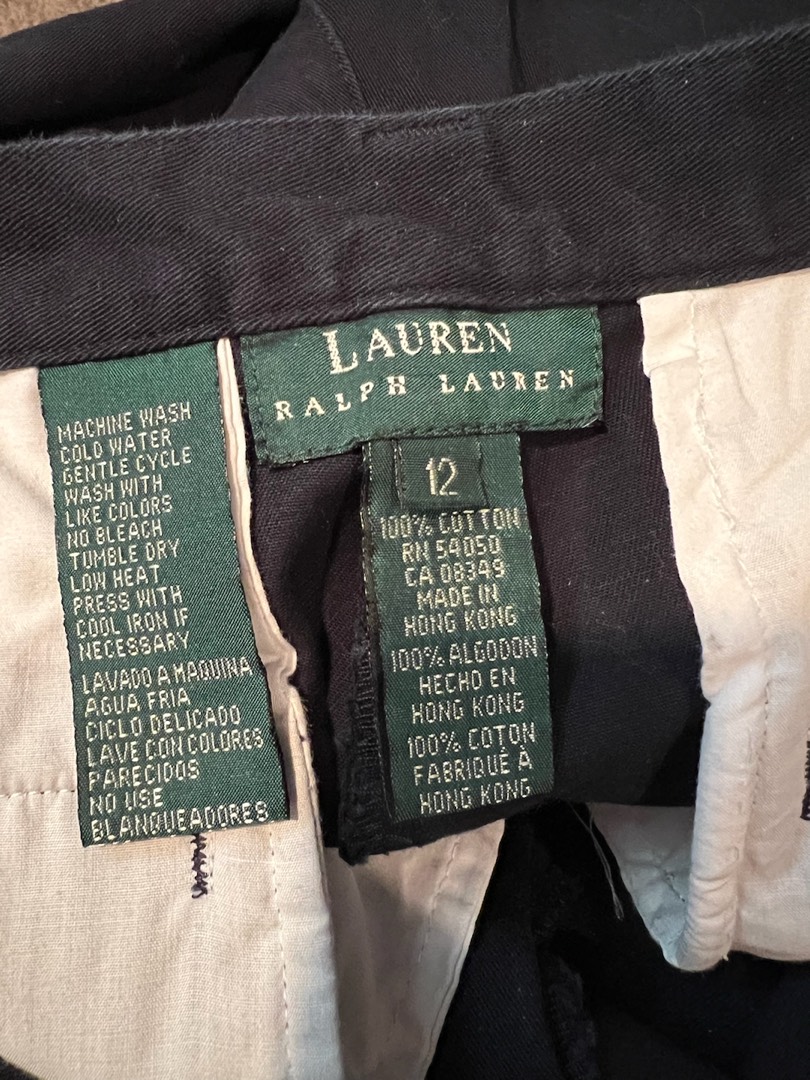 LAUREN
RALPH LAUREN
12
100% COTTON
RN 54050
CA 08349
MADE IN
HONG KONG
100% ALGODON
HECHO EN
HONG KONG
100% COTON
FABRIQUÉ À
HONG KONG
MACHINE WASH
COLD WATER
GENTLE CYCLE
WASH WITH
LIKE COLORS
NO BLEACH
TUMBLE DRY
LOW HEAT
PRESS WITH
COOL IRON IF
NECESSARY
LAVADO A MAQUINA
AGUA FRIA
CICLO DELICADO
LAVE CON COLORES
PARECIDOS
NO USE
BLANQUEADORES